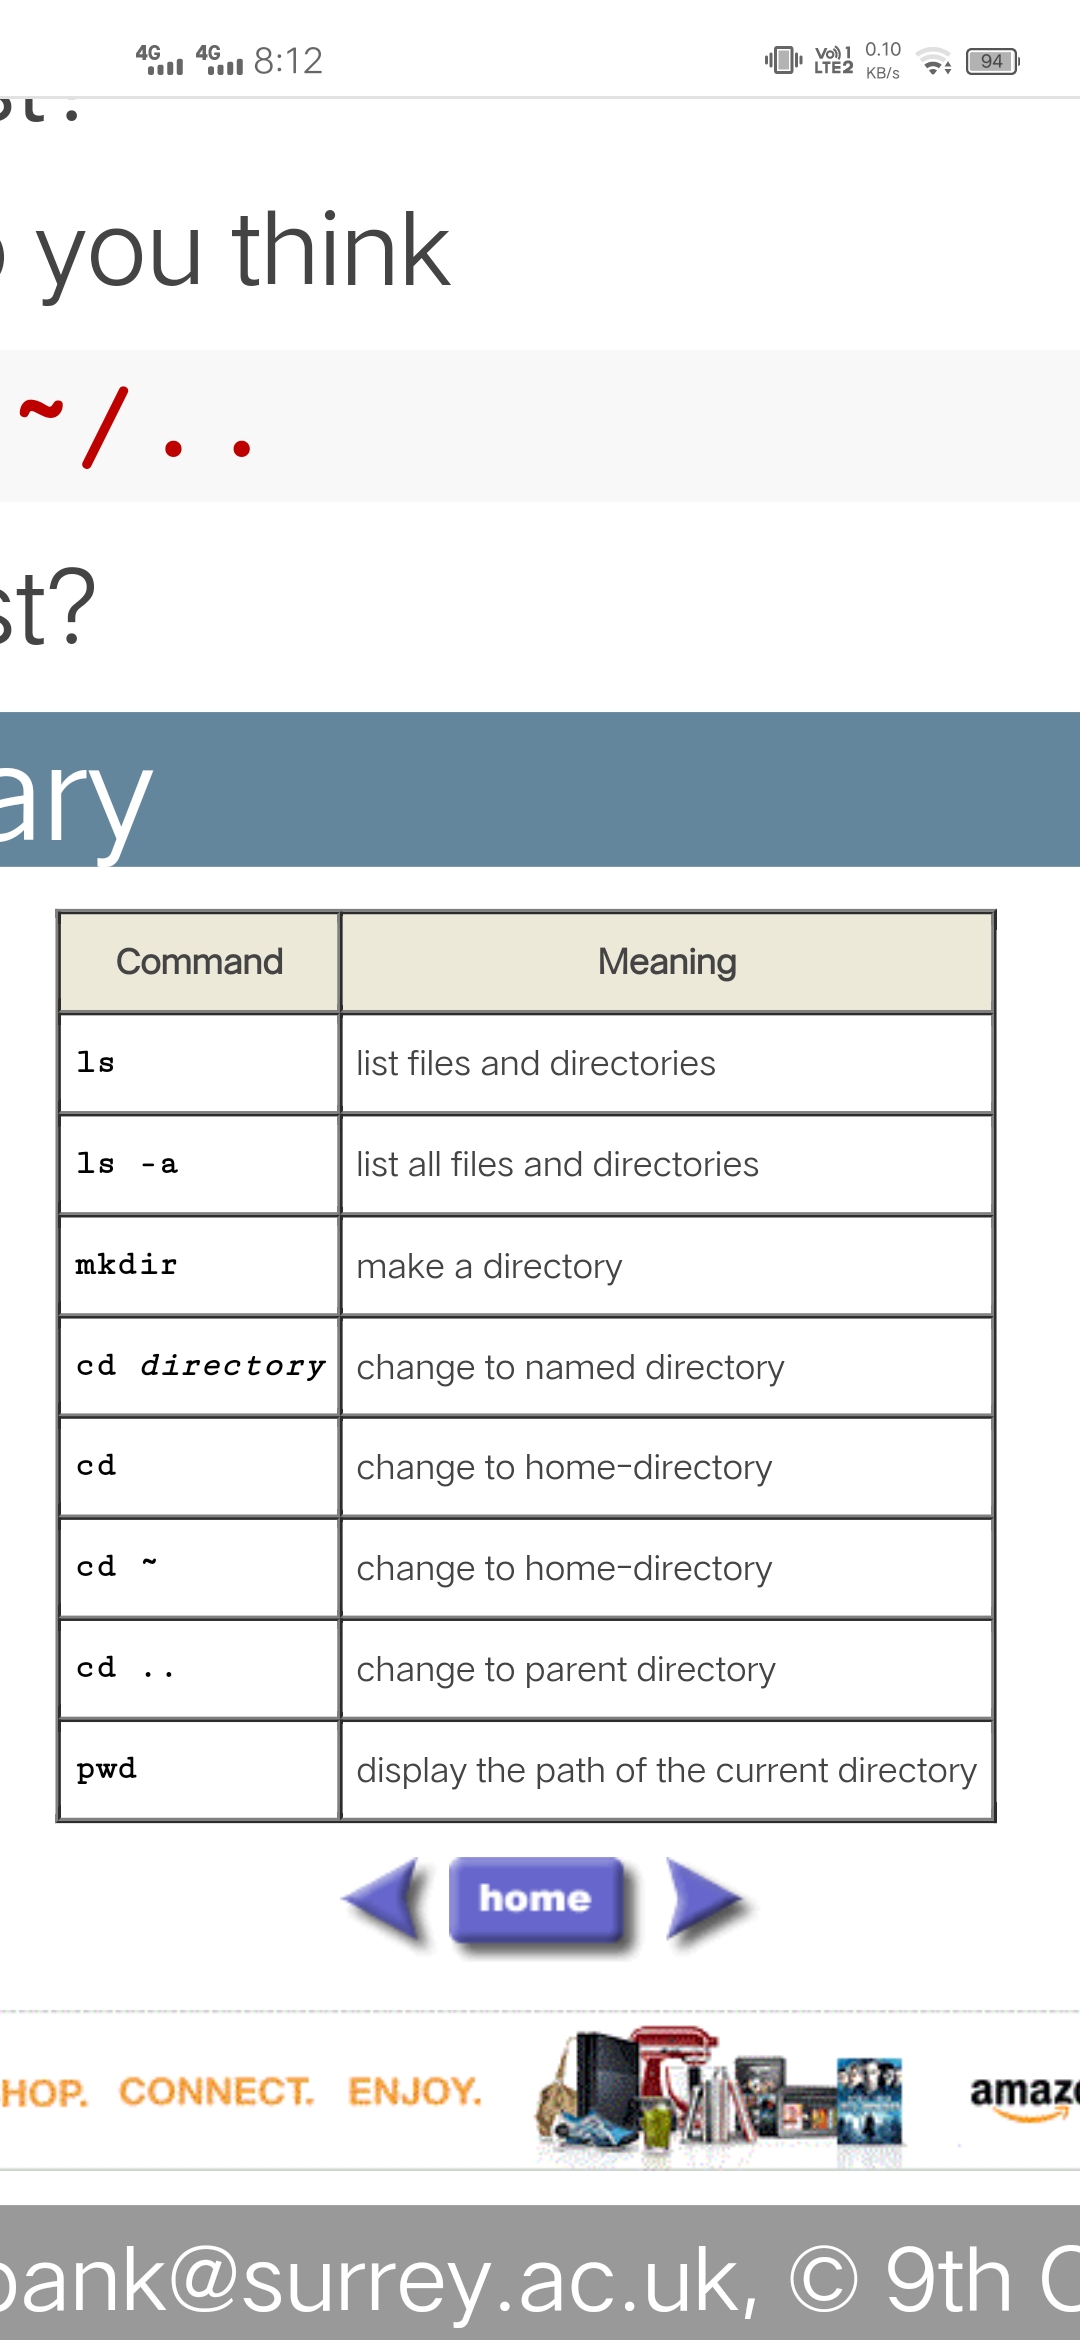 4G 4G 8:12 Vo) 1 LTE2 0.10 KB/s 94
you think
~/..
st?
ary
Command Meaning
ls list files and directories
ls -a list all files and directories
mkdir make a directory
cd directory change to named directory
cd change to home-directory
cd ~ change to home-directory
cd .. change to parent directory
pwd display the path of the current directory
home
HOP. CONNECT. ENJOY. amaz
bank@surrey.ac.uk, © 9th